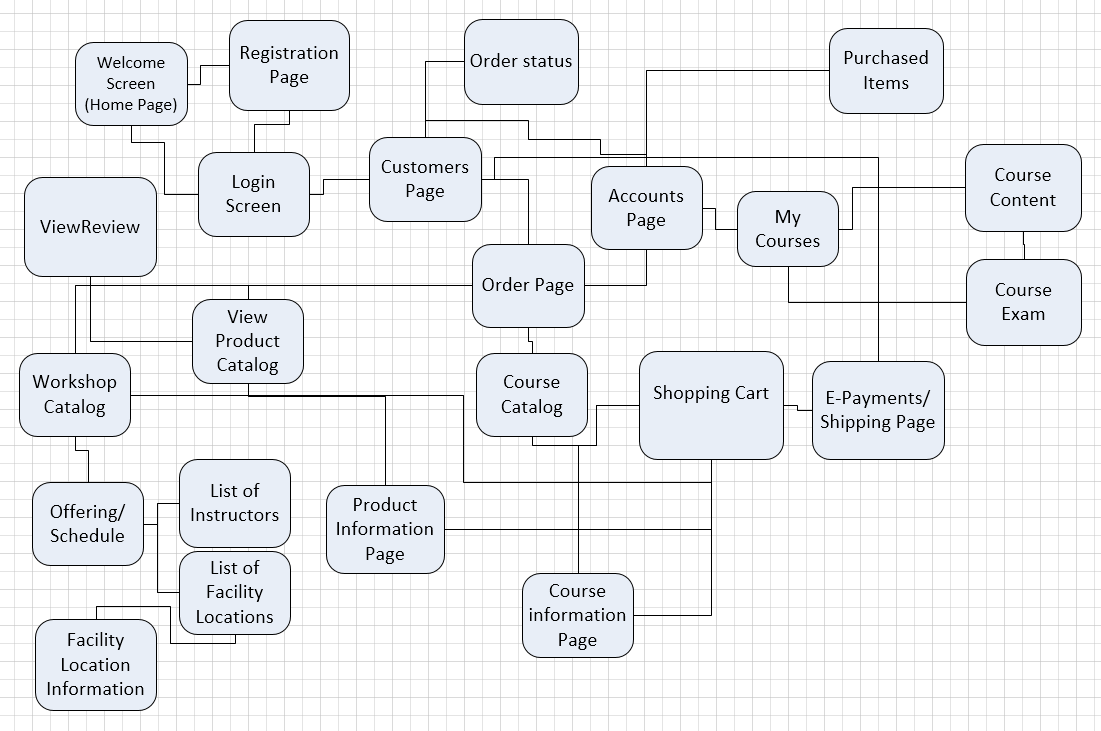 Welcome
Screen
(Home Page)
Registration
Page
Order status
Purchased
Items
Login
Screen
Customers
Page
Accounts
Page
My
Courses
Course
Content
ViewReview
Order Page
Course
Exam
View
Product
Catalog
Workshop
Catalog
Course
Catalog
Shopping Cart
E-Payments/
Shipping Page
Offering/
Schedule
List of
Instructors
Product
Information
Page
List of
Facility
Locations
Course
information
Page
Facility
Location
Information